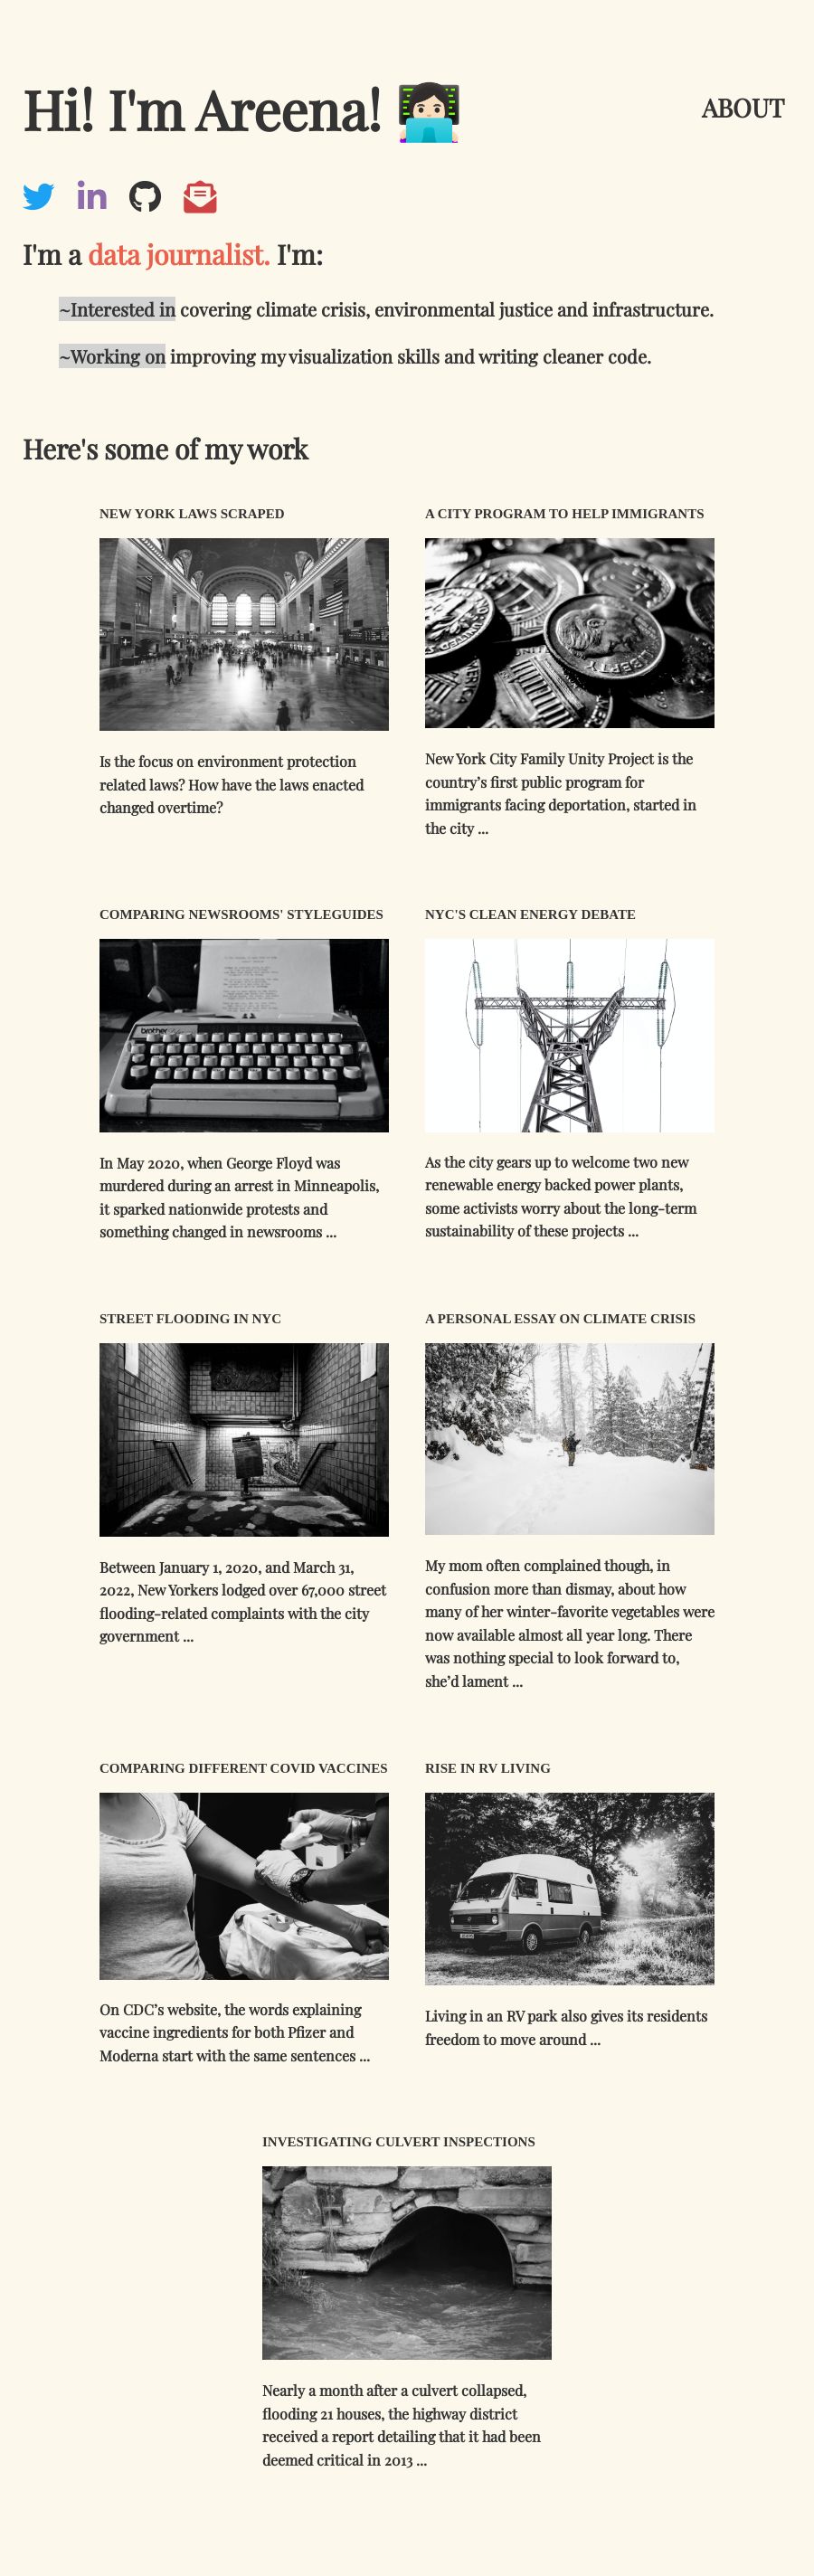 Hi! I'm Areena!
ABOUT
I'm a data journalist. I'm:
~Interested in covering climate crisis, environmental justice and infrastructure.
~Working on improving my visualization skills and writing cleaner code.
Here's some of my work
NEW YORK LAWS SCRAPED
Is the focus on environment protection
related laws? How have the laws enacted
changed overtime?
A CITY PROGRAM TO HELP IMMIGRANTS
LIBERTY
New York City Family Unity Project is the
country’s first public program for
immigrants facing deportation, started in
the city ...
COMPARING NEWSROOMS' STYLEGUIDES
brother
In May 2020, when George Floyd was
murdered during an arrest in Minneapolis,
it sparked nationwide protests and
something changed in newsrooms ...
NYC'S CLEAN ENERGY DEBATE
As the city gears up to welcome two new
renewable energy backed power plants,
some activists worry about the long-term
sustainability of these projects ...
STREET FLOODING IN NYC
Between January 1, 2020, and March 31,
2022, New Yorkers lodged over 67,000 street
flooding-related complaints with the city
government ...
A PERSONAL ESSAY ON CLIMATE CRISIS
My mom often complained though, in
confusion more than dismay, about how
many of her winter-favorite vegetables were
now available almost all year long. There
was nothing special to look forward to,
she’d lament ...
COMPARING DIFFERENT COVID VACCINES
On CDC’s website, the words explaining
vaccine ingredients for both Pfizer and
Moderna start with the same sentences ...
RISE IN RV LIVING
Living in an RV park also gives its residents
freedom to move around ...
INVESTIGATING CULVERT INSPECTIONS
Nearly a month after a culvert collapsed,
flooding 21 houses, the highway district
received a report detailing that it had been
deemed critical in 2013 ...